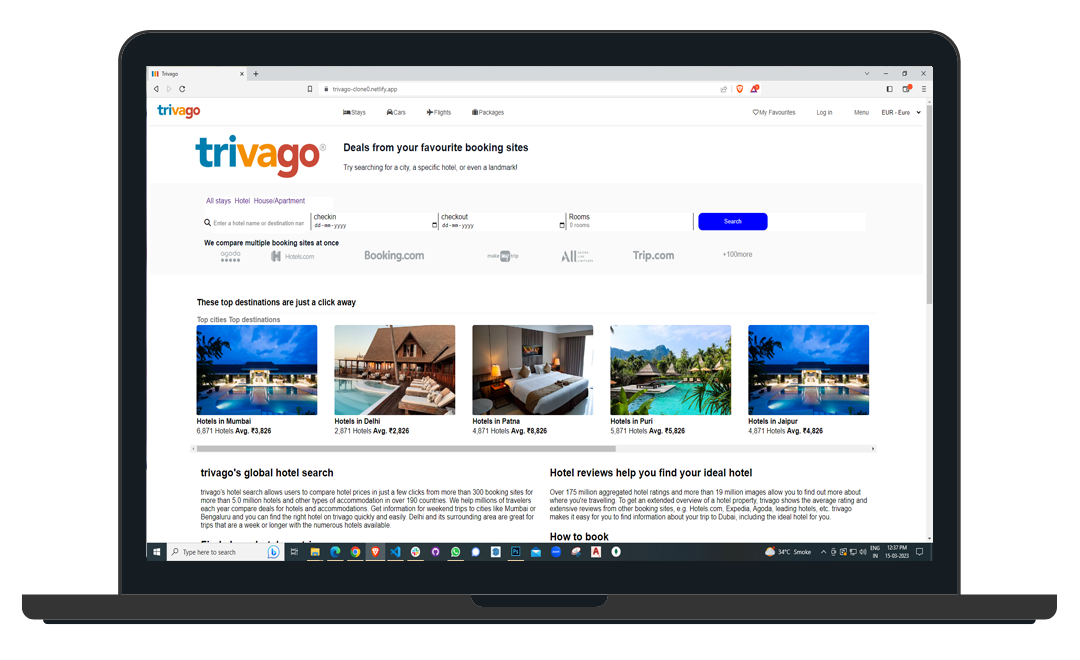 Trivago
trivago-clone0.netlify.app
trivago
Stays Cars Flights Packages My Favourites Log in Menu EUR - Euro
trivago®
Deals from your favourite booking sites
Try searching for a city, a specific hotel, or even a landmark!
All stays Hotel House/Apartment
checkin checkout Rooms
Enter a hotel name or destination nan dd-mm-yyyy dd-mm-yyyy 0 rooms Search
We compare multiple booking sites at once
agoda Hotels.com Booking.com make my trip ALL Trip.com +100more
These top destinations are just a click away
Top cities Top destinations
Hotels in Mumbai
6,871 Hotels Avg. ₹3,826
Hotels in Delhi
2,871 Hotels Avg. ₹2,826
Hotels in Patna
4,871 Hotels Avg. ₹8,826
Hotels in Puri
5,871 Hotels Avg. ₹5,826
Hotels in Jaipur
4,871 Hotels Avg. ₹4,826
trivago's global hotel search
trivago's hotel search allows users to compare hotel prices in just a few clicks from more than 300 booking sites for
more than 5.0 million hotels and other types of accommodation in over 190 countries. We help millions of travelers
each year compare deals for hotels and accommodations. Get information for weekend trips to cities like Mumbai or
Bengaluru and you can find the right hotel on trivago quickly and easily. Delhi and its surrounding area are great for
trips that are a week or longer with the numerous hotels available.
Hotel reviews help you find your ideal hotel
Over 175 million aggregated hotel ratings and more than 19 million images allow you to find out more about
where you're travelling. To get an extended overview of a hotel property, trivago shows the average rating and
extensive reviews from other booking sites, e.g. Hotels.com, Expedia, Agoda, leading hotels, etc. trivago
makes it easy for you to find information about your trip to Dubai, including the ideal hotel for you.
How to book
Type here to search
34°C Smoke
ENG
IN
12:37 PM
15-03-2023